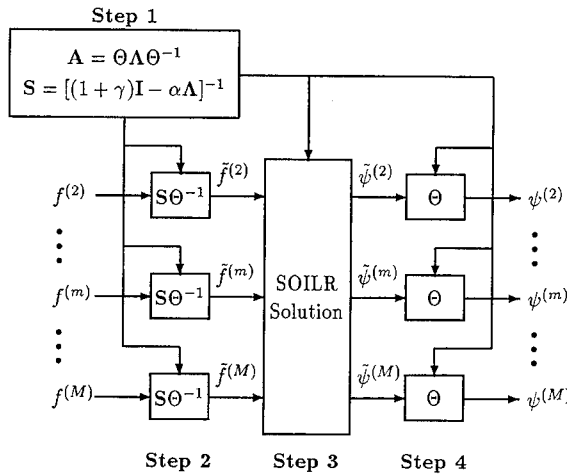 Step 1
A = ΘΛΘ⁻¹
S = [(1 + γ)I − αΛ]⁻¹
f⁽²⁾ SΘ⁻¹ f̃⁽²⁾ ψ̃⁽²⁾ Θ ψ⁽²⁾
f⁽ᵐ⁾ SΘ⁻¹ f̃⁽ᵐ⁾ SOILR ψ̃⁽ᵐ⁾ Θ ψ⁽ᵐ⁾
Solution
f⁽ᴹ⁾ SΘ⁻¹ f̃⁽ᴹ⁾ ψ̃⁽ᴹ⁾ Θ ψ⁽ᴹ⁾
Step 2 Step 3 Step 4